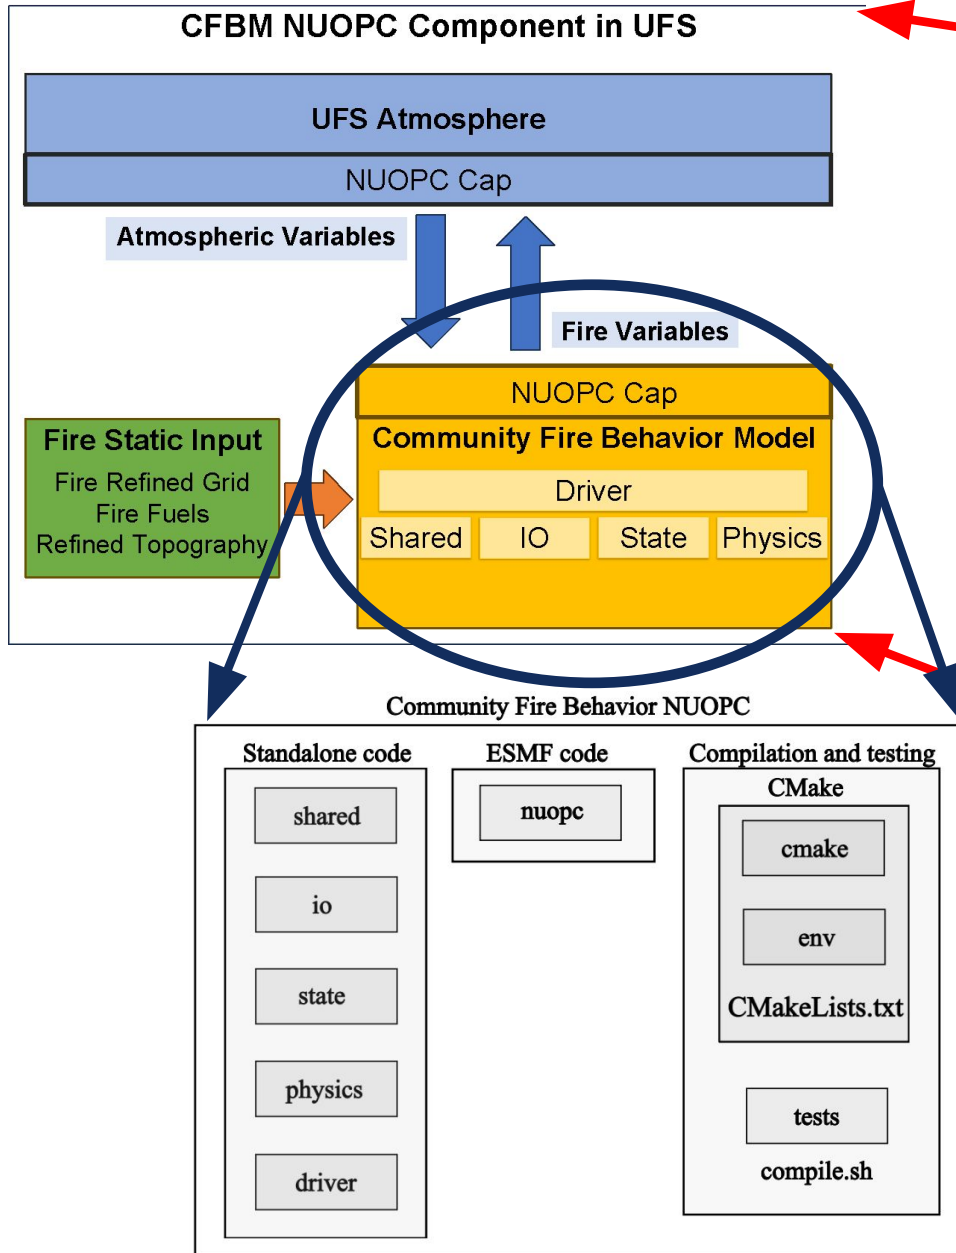 CFBM NUOPC Component in UFS
UFS Atmosphere
NUOPC Cap
Atmospheric Variables
Fire Variables
NUOPC Cap
Community Fire Behavior Model
Driver
Shared
IO
State
Physics
Fire Static Input
Fire Refined Grid
Fire Fuels
Refined Topography
Community Fire Behavior NUOPC
Standalone code
shared
io
state
physics
driver
ESMF code
nuopc
Compilation and testing
CMake
cmake
env
CMakeLists.txt
tests
compile.sh